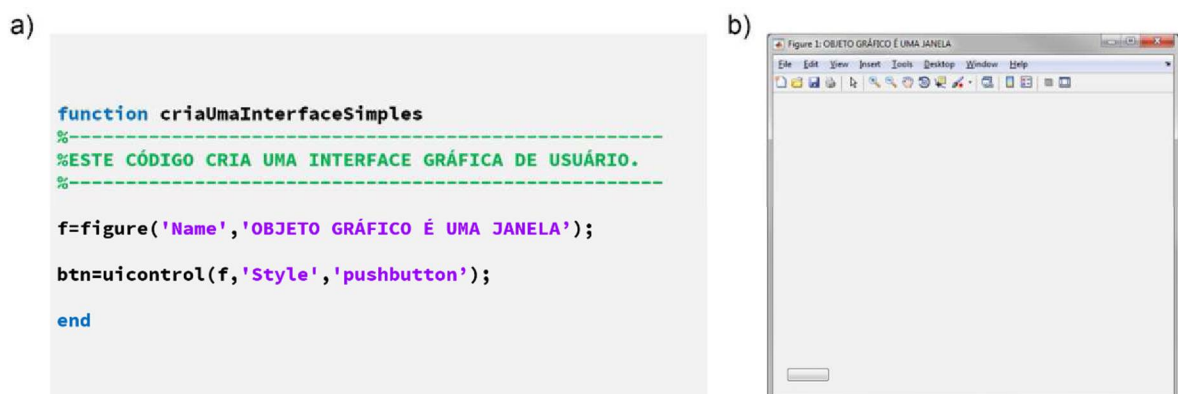 a)
function criaUmaInterfaceSimples
%----------------------------------------------------
%ESTE CÓDIGO CRIA UMA INTERFACE GRÁFICA DE USUÁRIO.
%----------------------------------------------------
f=figure('Name','OBJETO GRÁFICO É UMA JANELA’);
btn=uicontrol(f,'Style','pushbutton’);
end
b)
Figure 1: OBJETO GRÁFICO É UMA JANELA
File Edit View Insert Tools Desktop Window Help